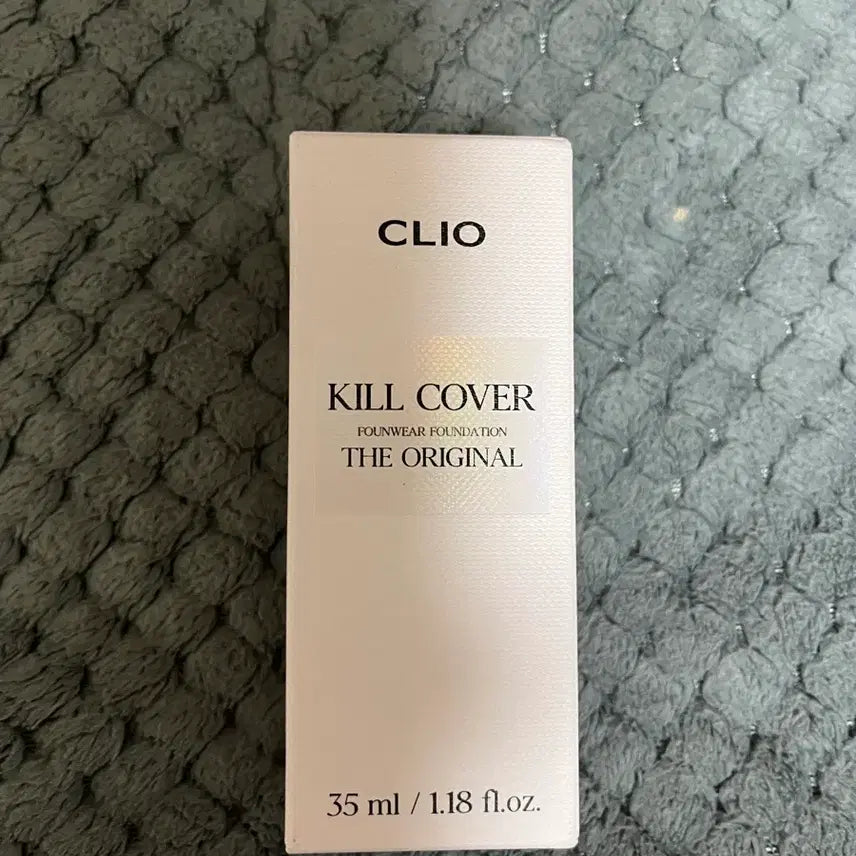 CLIO
KILL COVER
FOUNWEAR FOUNDATION
THE ORIGINAL
35 ml / 1.18 fl.oz.